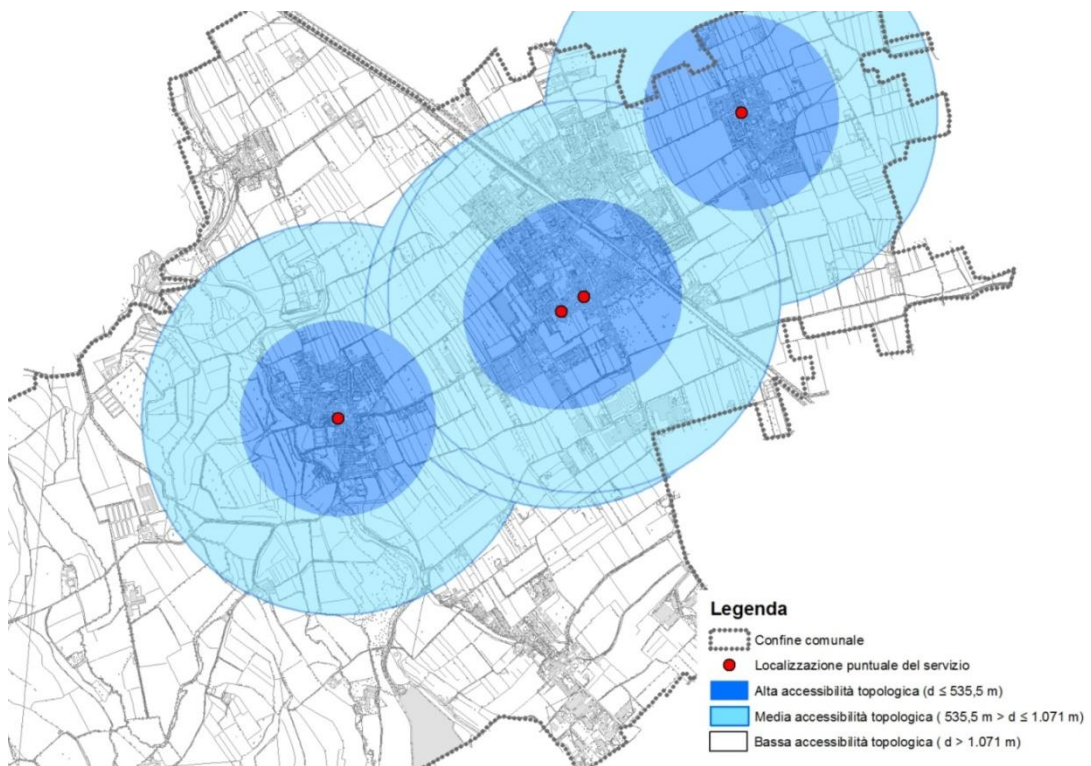 Legenda
Confine comunale
Localizzazione puntuale del servizio
Alta accessibilità topologica (d ≤ 535,5 m)
Media accessibilità topologica ( 535,5 m > d ≤ 1.071 m)
Bassa accessibilità topologica ( d > 1.071 m)